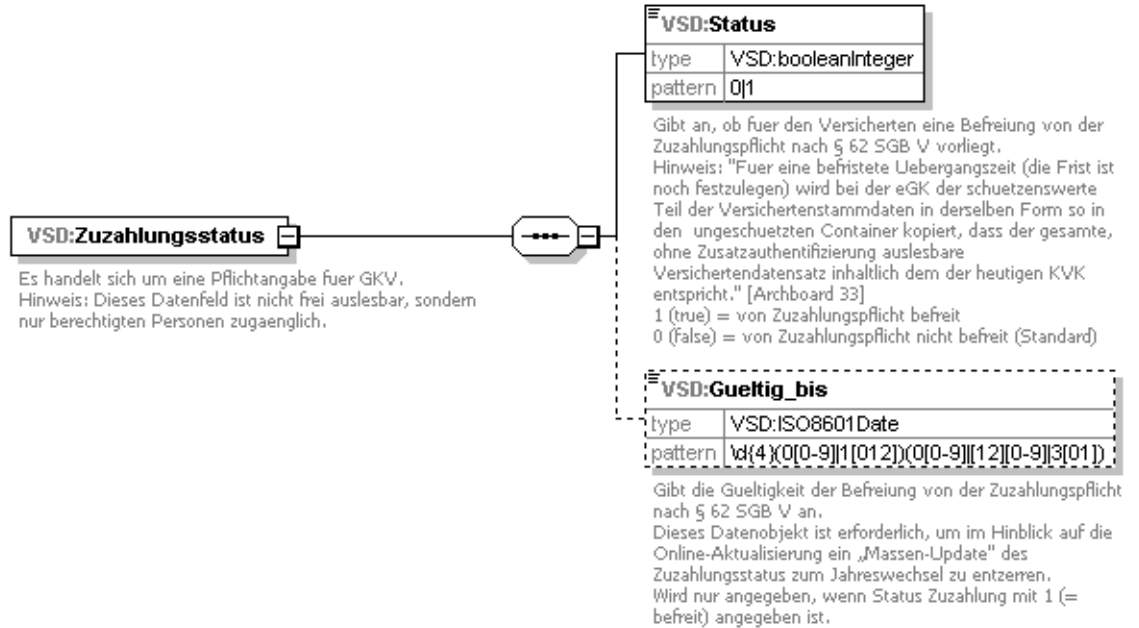 VSD:Zuzahlungsstatus
Es handelt sich um eine Pflichtangabe fuer GKV.
Hinweis: Dieses Datenfeld ist nicht frei auslesbar, sondern
nur berechtigten Personen zugaenglich.
VSD:Status
type VSD:booleanInteger
pattern 0|1
Gibt an, ob fuer den Versicherten eine Befreiung von der
Zuzahlungspflicht nach § 62 SGB V vorliegt.
Hinweis: "Fuer eine befristete Uebergangszeit (die Frist ist
noch festzulegen) wird bei der eGK der schuetzenswerte
Teil der Versichertenstammdaten in derselben Form so in
den ungeschuetzten Container kopiert, dass der gesamte,
ohne Zusatzauthentifizierung auslesbare
Versichertendatensatz inhaltlich dem der heutigen KVK
entspricht." [Archboard 33]
1 (true) = von Zuzahlungspflicht befreit
0 (false) = von Zuzahlungspflicht nicht befreit (Standard)
VSD:Gueltig_bis
type VSD:ISO8601Date
pattern \d{4}(0[0-9]|1[012])(0[0-9]|[12][0-9]|3[01])
Gibt die Gueltigkeit der Befreiung von der Zuzahlungspflicht
nach § 62 SGB V an.
Dieses Datenobjekt ist erforderlich, um im Hinblick auf die
Online-Aktualisierung ein „Massen-Update" des
Zuzahlungsstatus zum Jahreswechsel zu entzerren.
Wird nur angegeben, wenn Status Zuzahlung mit 1 (=
befreit) angegeben ist.